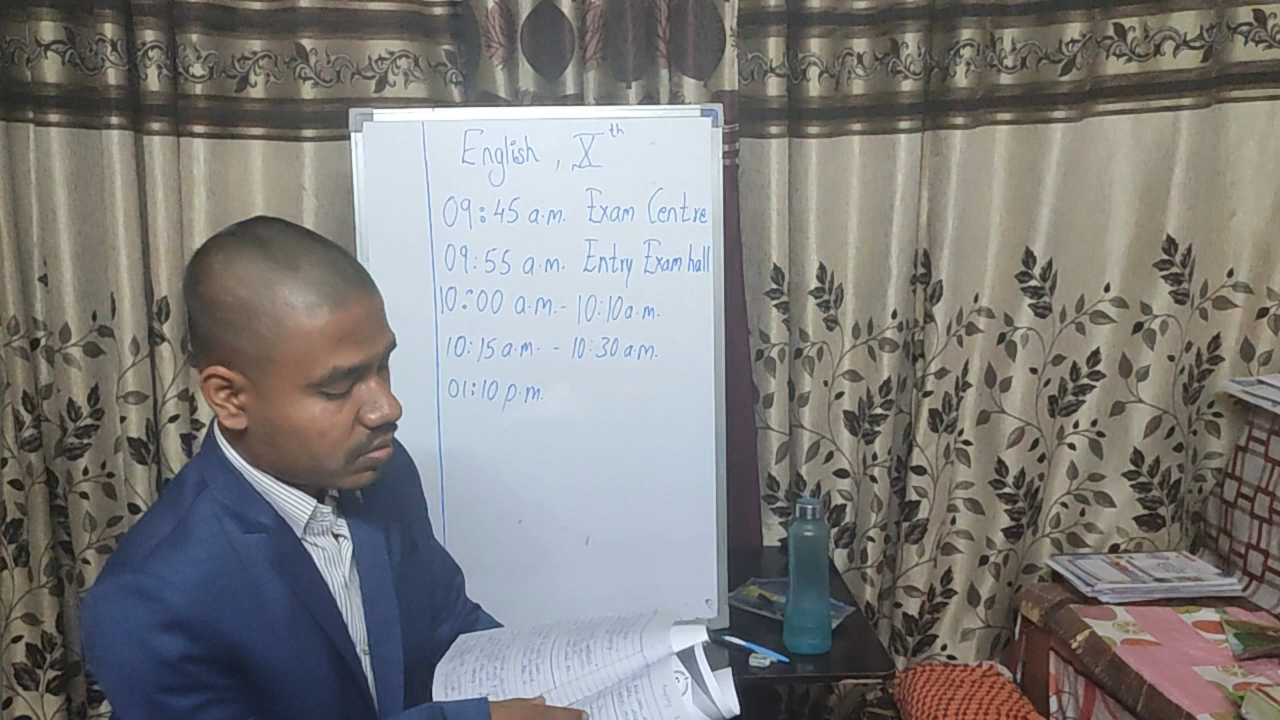 English, Xth
09:45 a.m. Exam Centre
09:55 a.m. Entry Exam hall
10:00 a.m. - 10:10 a.m.
10:15 a.m. - 10:30 a.m.
01:10 p.m.